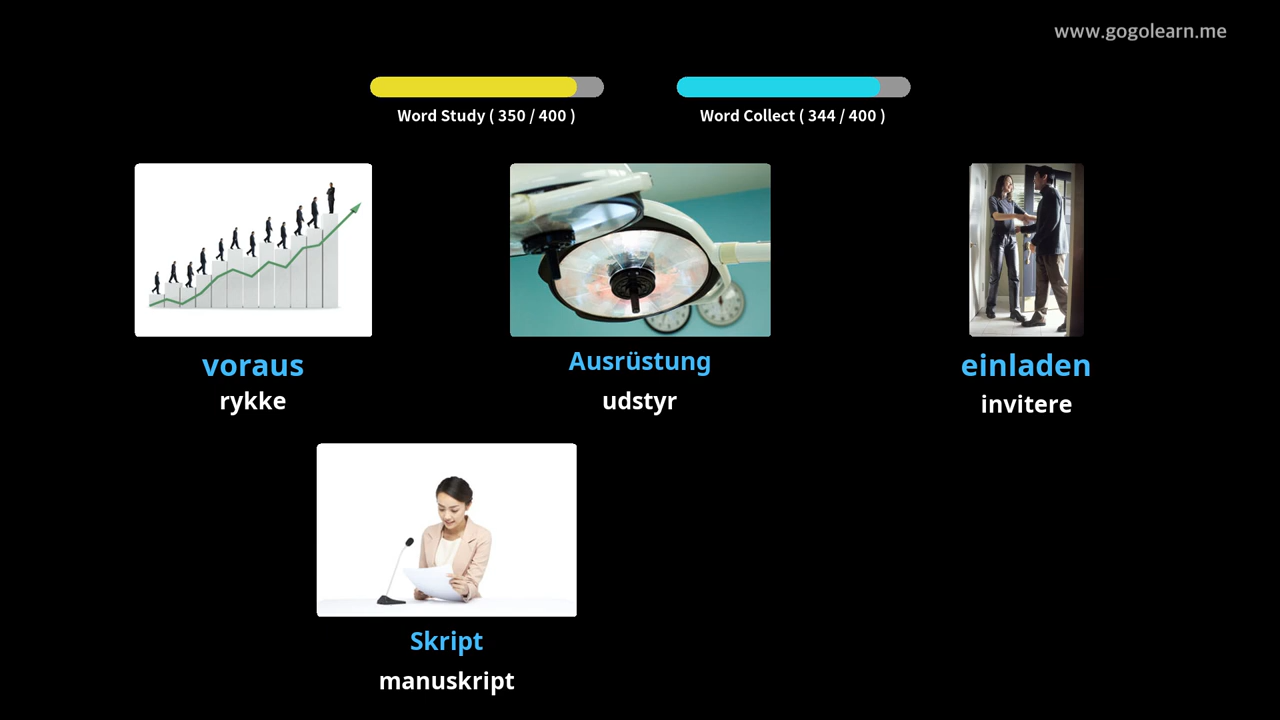 www.gogolearn.me
Word Study ( 350 / 400 )
Word Collect ( 344 / 400 )
voraus
rykke
Ausrüstung
udstyr
einladen
invitere
Skript
manuskript